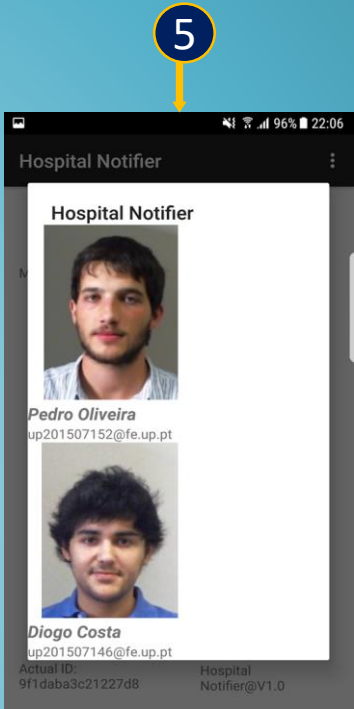 5
96% 22:06
Hospital Notifier
M
Hospital Notifier
Pedro Oliveira
up201507152@fe.up.pt
Diogo Costa
up201507146@fe.up.pt
Actual ID:
9f1daba3c21227d8
Hospital
Notifier@V1.0